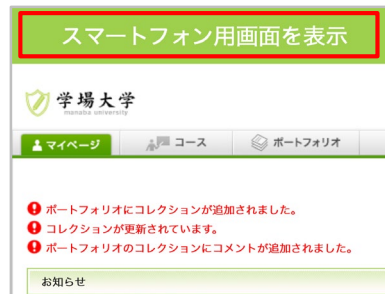 スマートフォン用画面を表示
学場大学
manaba university
マイページ
コース
ポートフォリオ
ポートフォリオにコレクションが追加されました。
コレクションが更新されています。
ポートフォリオのコレクションにコメントが追加されました。
お知らせ